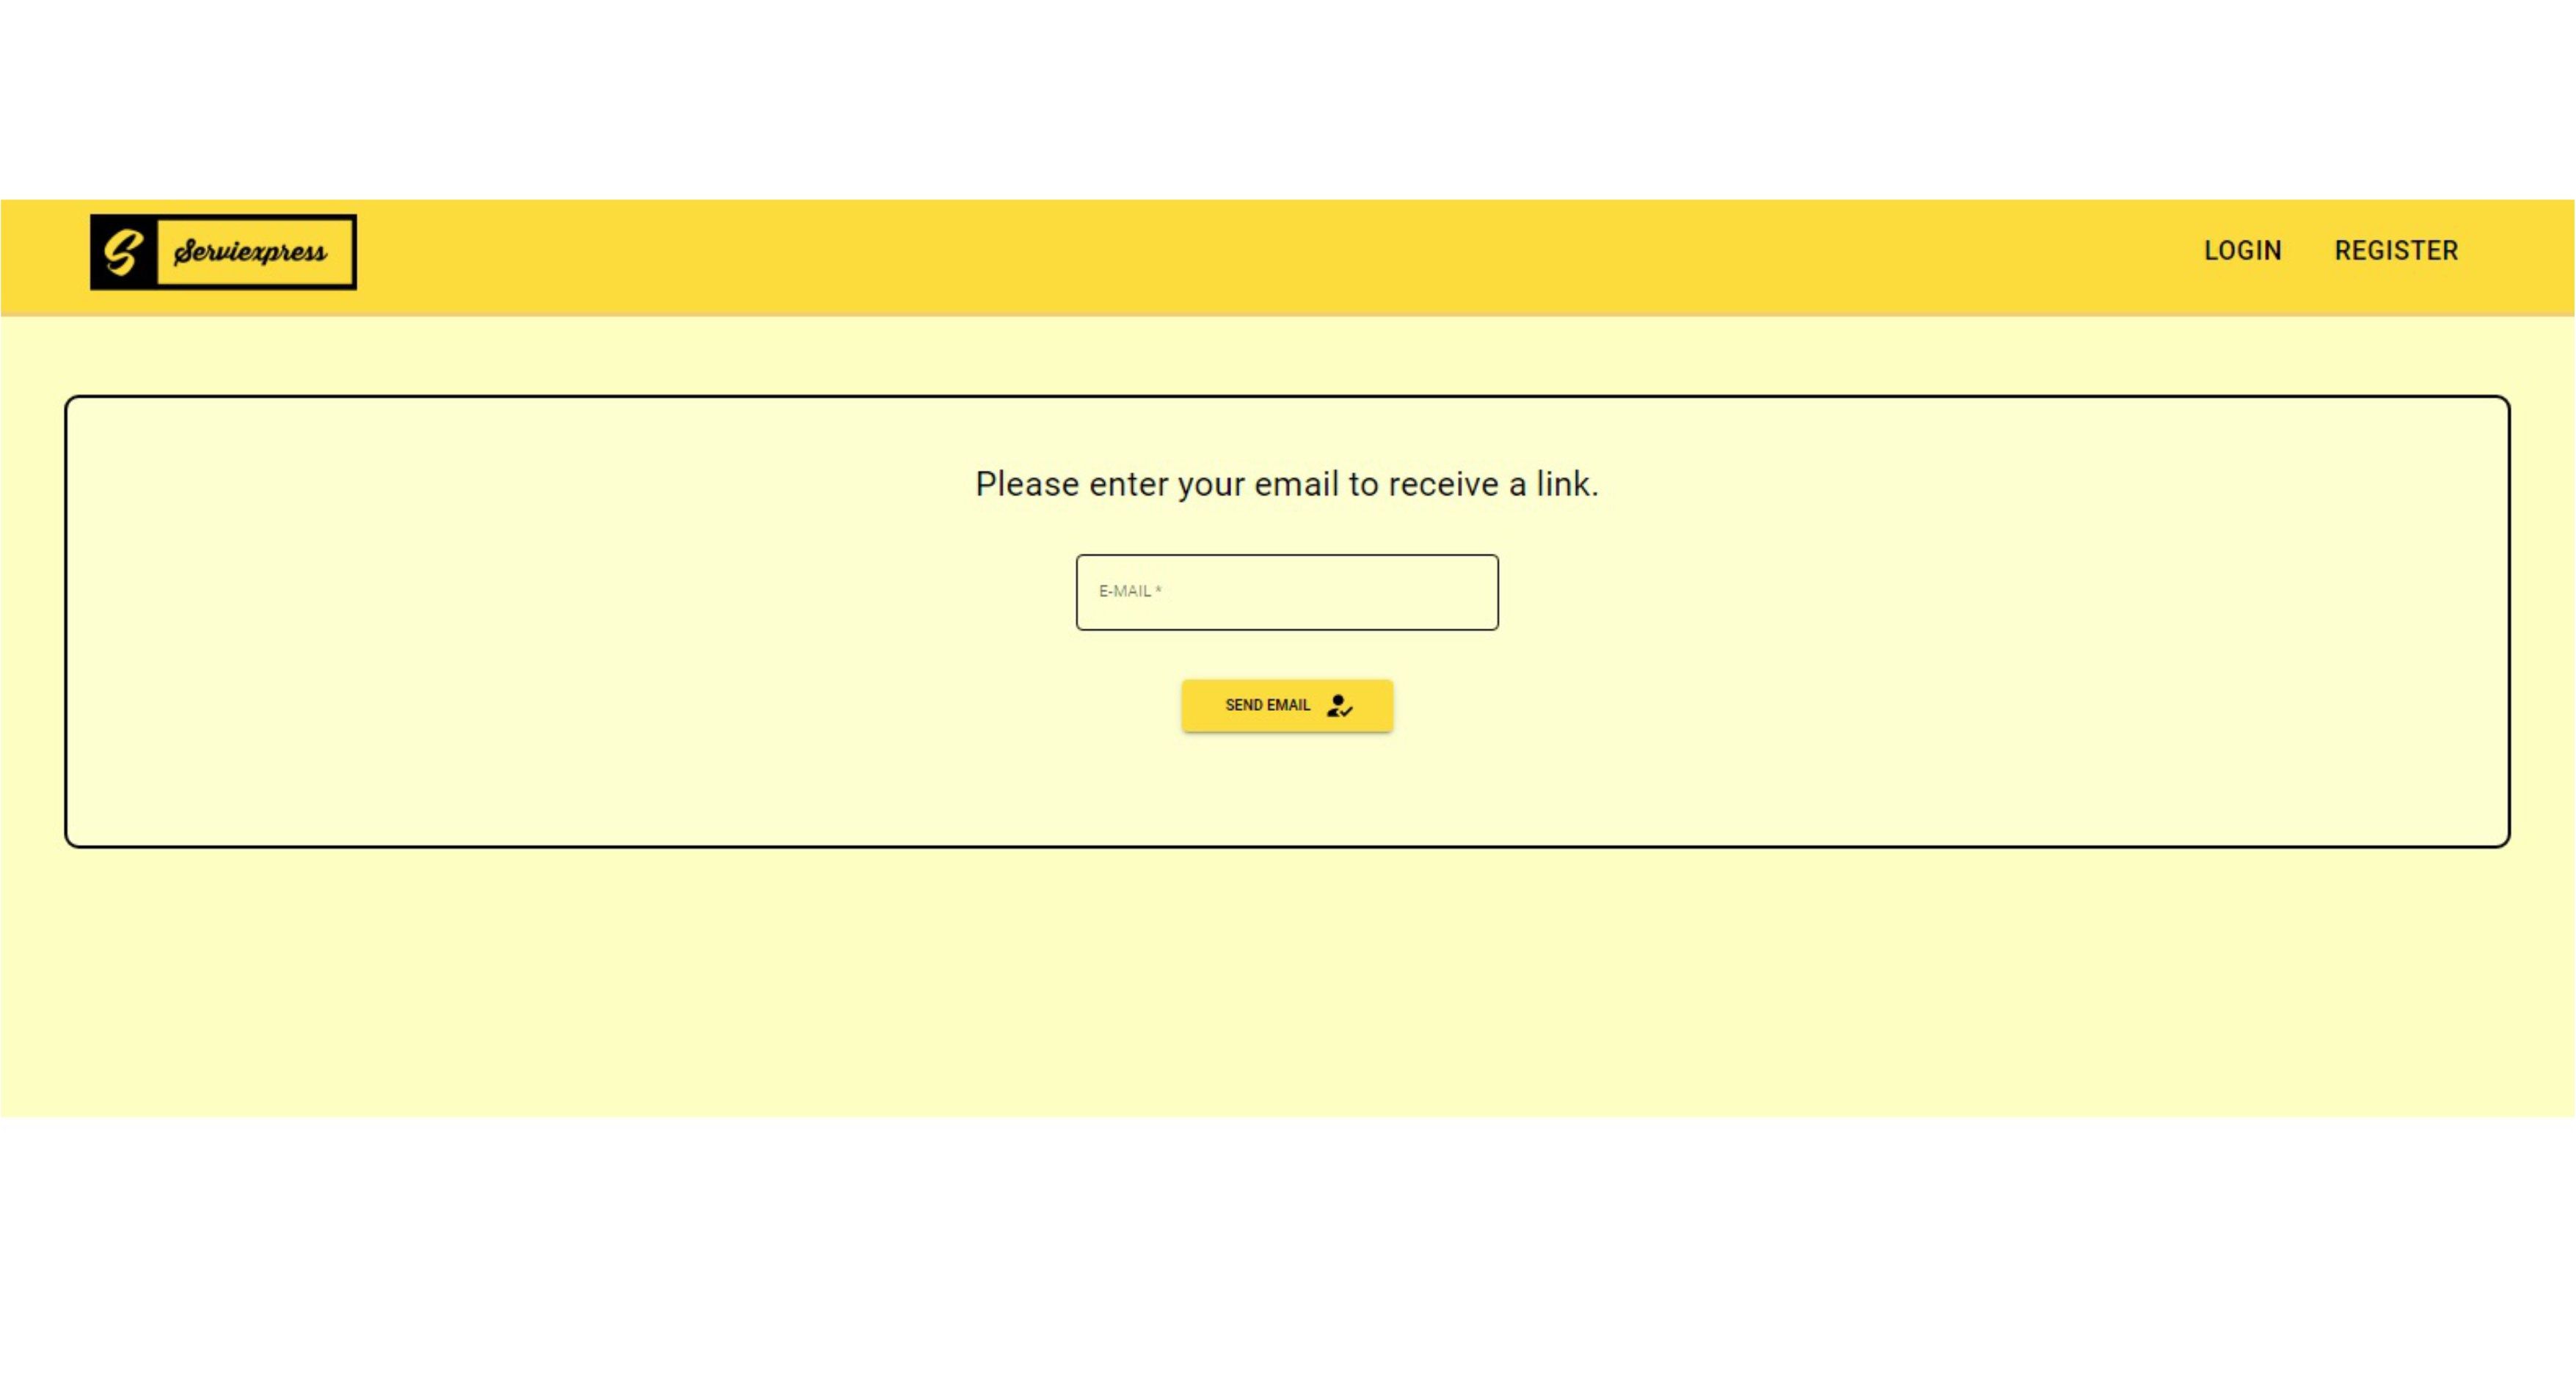 S Serviexpress
LOGIN REGISTER
Please enter your email to receive a link.
E-MAIL *
SEND EMAIL